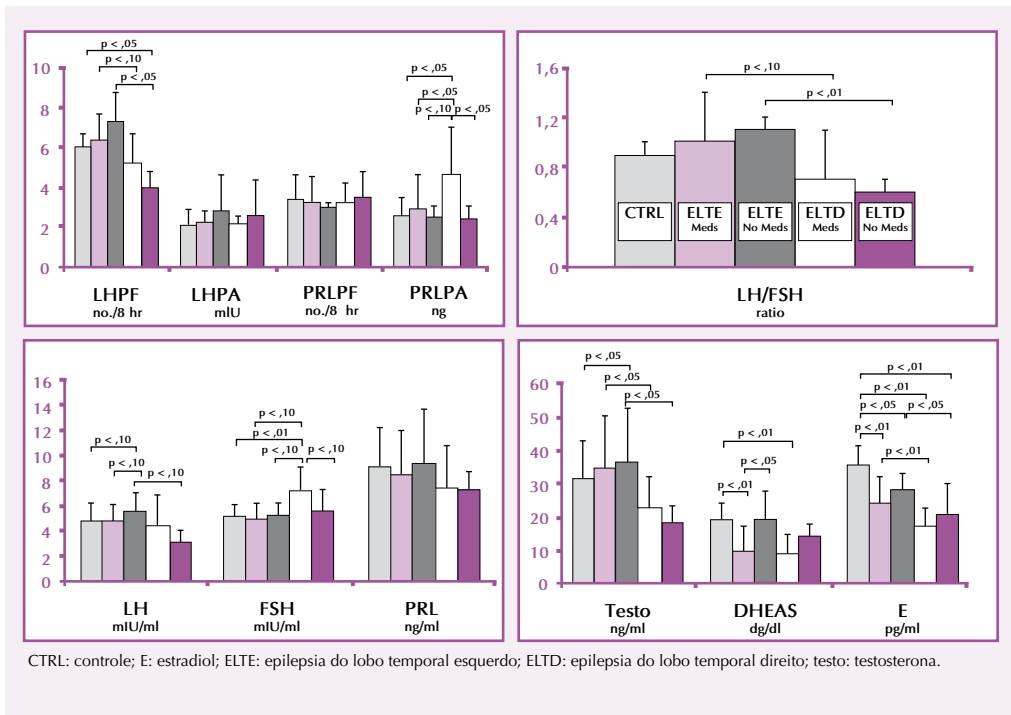 p < ,05
p < ,10
p < ,05
10
8
6
4
2
0
p < ,05
p < ,05
p < ,10 p < ,05
LHPF LHPA PRLPF PRLPA
no./8 hr mIU no./8 hr ng
p < ,10
p < ,01
1,6
1,2
0,8
0,4
0
CTRL ELTE ELTE ELTD ELTD
Meds No Meds Meds No Meds
LH/FSH
ratio
16
14
12
10
8
6
4
2
0
p < ,10
p < ,10
p < ,10
p < ,10
p < ,01
p < ,10 p < ,10
LH FSH PRL
mIU/ml mIU/ml ng/ml
60
50
40
30
20
10
0
p < ,05
p < ,05
p < ,05
p < ,01
p < ,05
p < ,01
p < ,01
p < ,01
p < ,05 p < ,05
p < ,01
p < ,01
Testo DHEAS E
ng/ml dg/dl pg/ml
CTRL: controle; E: estradiol; ELTE: epilepsia do lobo temporal esquerdo; ELTD: epilepsia do lobo temporal direito; testo: testosterona.